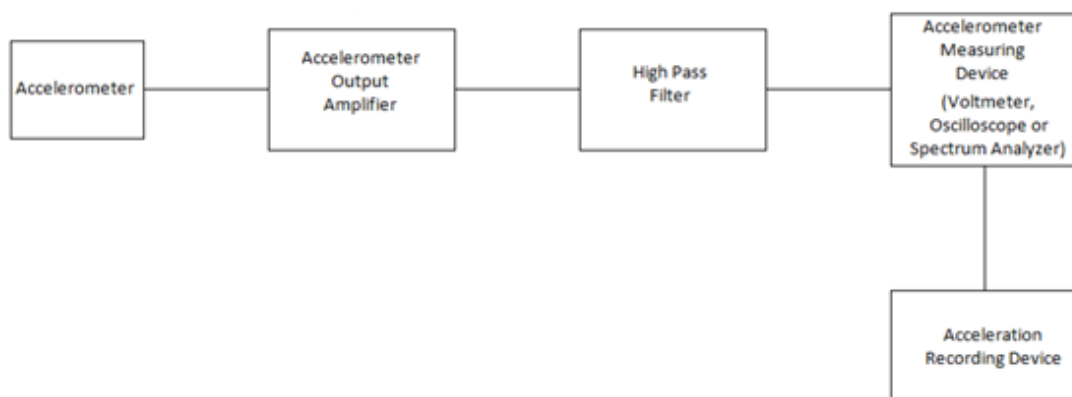 Accelerometer
Accelerometer
Output
Amplifier
High Pass
Filter
Accelerometer
Measuring
Device
(Voltmeter,
Oscilloscope or
Spectrum Analyzer)
Acceleration
Recording Device